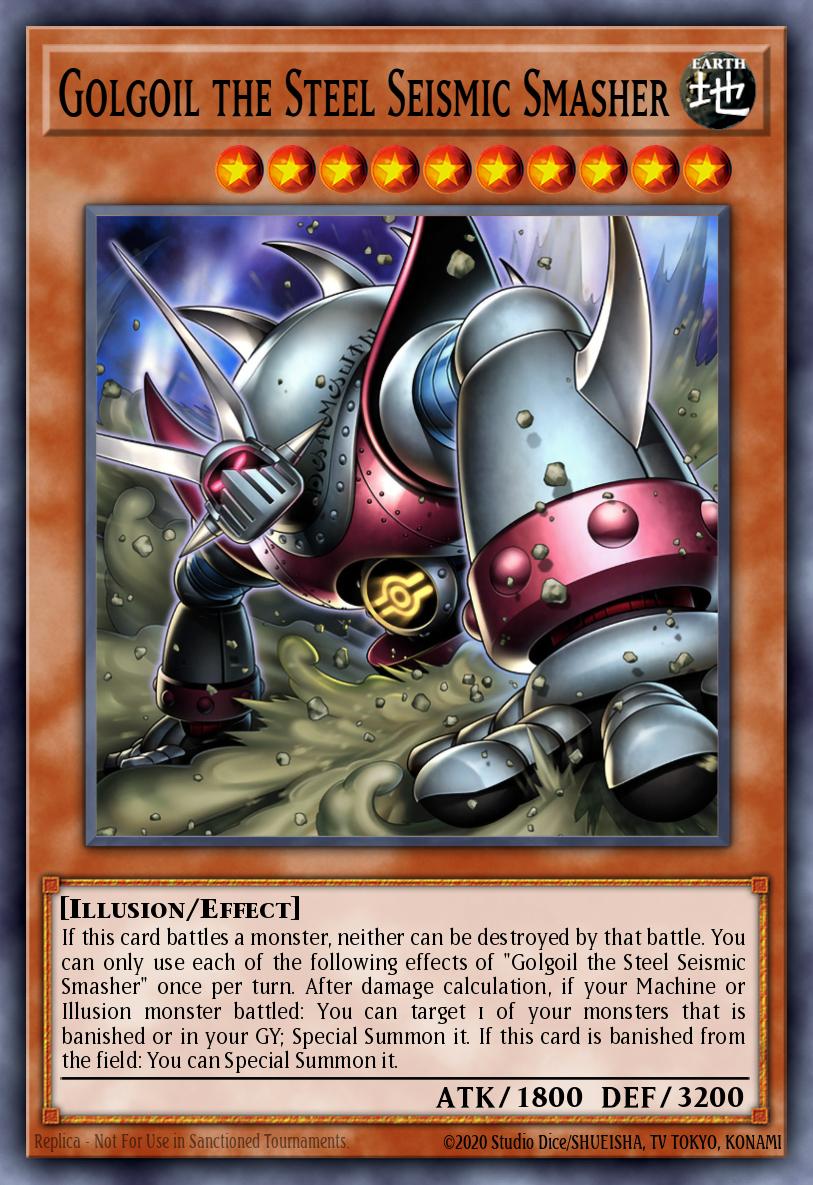 Golgoil the Steel Seismic Smasher
EARTH
地
[Illusion/Effect]
If this card battles a monster, neither can be destroyed by that battle. You
can only use each of the following effects of "Golgoil the Steel Seismic
Smasher" once per turn. After damage calculation, if your Machine or
Illusion monster battled: You can target 1 of your monsters that is
banished or in your GY; Special Summon it. If this card is banished from
the field: You can Special Summon it.
ATK/1800 DEF/3200
Replica - Not For Use in Sanctioned Tournaments.
©2020 Studio Dice/SHUEISHA, TV TOKYO, KONAMI